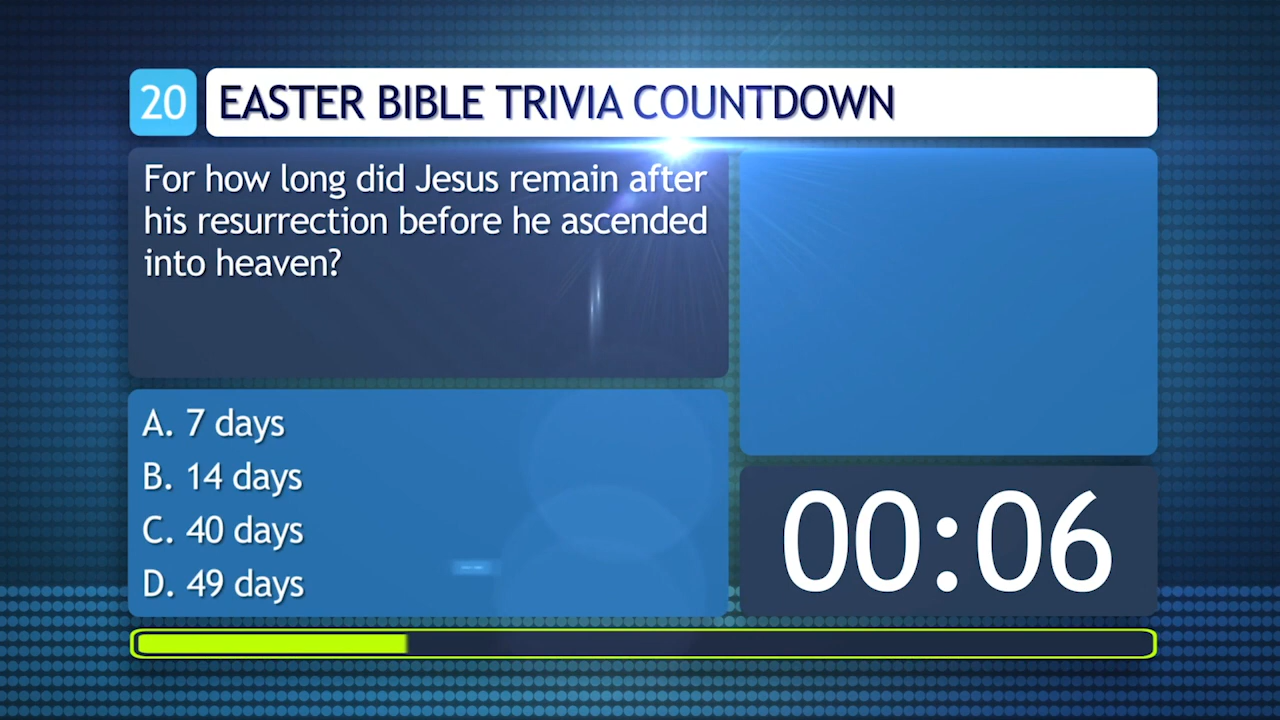 20 EASTER BIBLE TRIVIA COUNTDOWN
For how long did Jesus remain after
his resurrection before he ascended
into heaven?
A. 7 days
B. 14 days
C. 40 days
D. 49 days
00:06